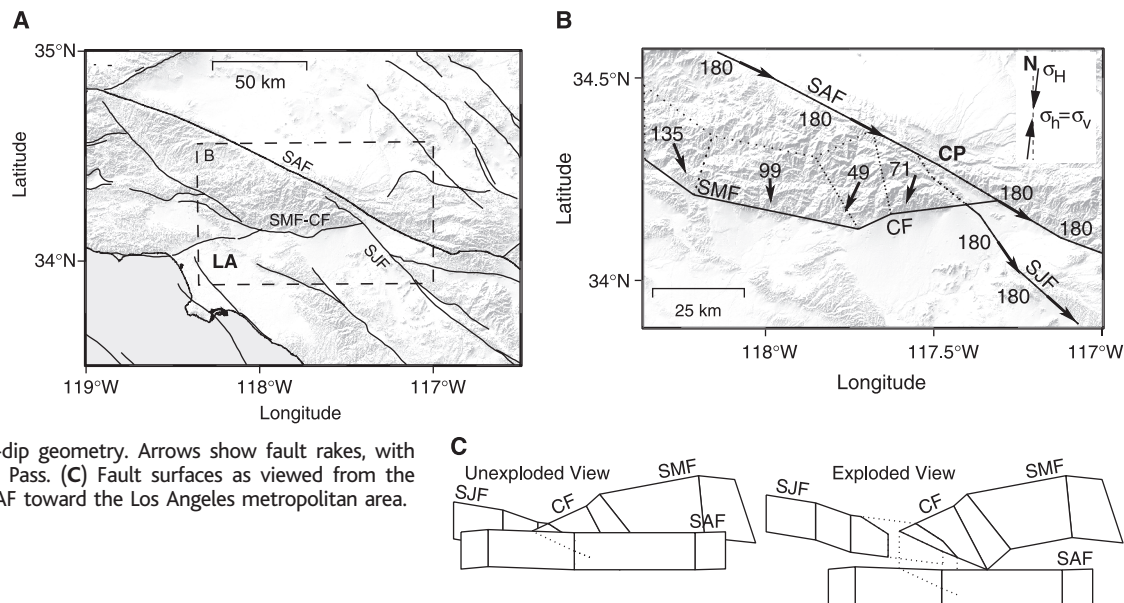 A
35°N
34°N
Latitude
50 km
B
SAF
SMF-CF
SJF
LA
119°W
118°W
117°W
Longitude
B
34.5°N
34°N
Latitude
180
SAF
180
N
σH
σh=σv
135
99
49
71
CP
SMF
CF
180
180
180
SJF
180
25 km
118°W
117.5°W
117°W
Longitude
-dip geometry. Arrows show fault rakes, with
Pass. (C) Fault surfaces as viewed from the
AF toward the Los Angeles metropolitan area.
C
Unexploded View
SMF
SJF
CF
SAF
Exploded View
SMF
SJF
CF
SAF